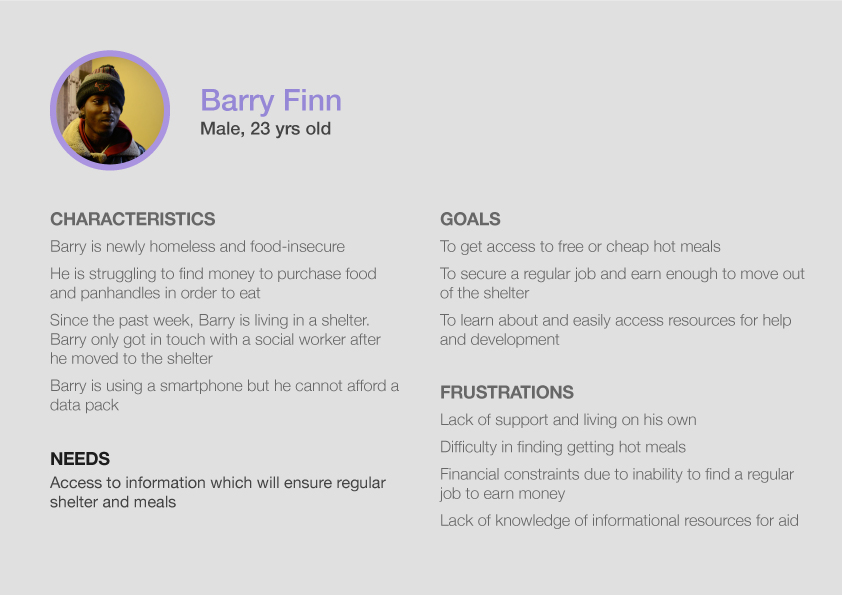 Barry Finn
Male, 23 yrs old
CHARACTERISTICS
Barry is newly homeless and food-insecure
He is struggling to find money to purchase food
and panhandles in order to eat
Since the past week, Barry is living in a shelter.
Barry only got in touch with a social worker after
he moved to the shelter
Barry is using a smartphone but he cannot afford a
data pack
NEEDS
Access to information which will ensure regular
shelter and meals
GOALS
To get access to free or cheap hot meals
To secure a regular job and earn enough to move out
of the shelter
To learn about and easily access resources for help
and development
FRUSTRATIONS
Lack of support and living on his own
Difficulty in finding getting hot meals
Financial constraints due to inability to find a regular
job to earn money
Lack of knowledge of informational resources for aid